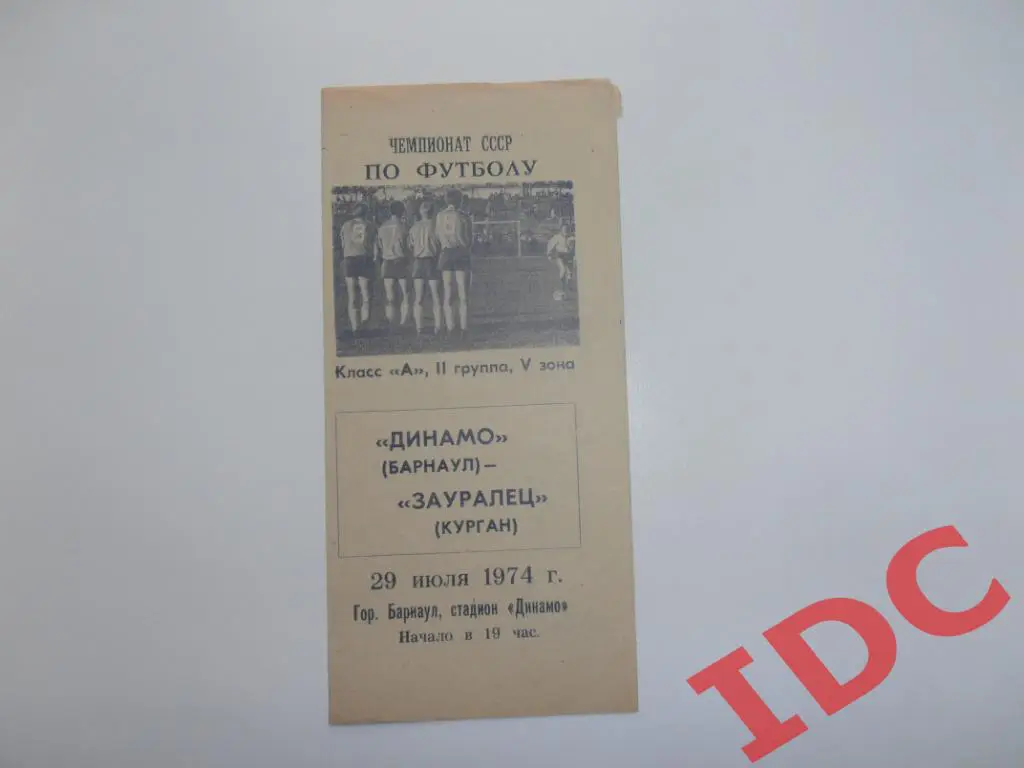 ЧЕМПИОНАТ СССР
ПО ФУТБОЛУ
Класс «А», II группа, V зона
«ДИНАМО»
(БАРНАУЛ) —
«ЗАУРАЛЕЦ»
(КУРГАН)
29 июля 1974 г.
Гор. Барнаул, стадион «Динамо»
Начало в 19 час.
IDC